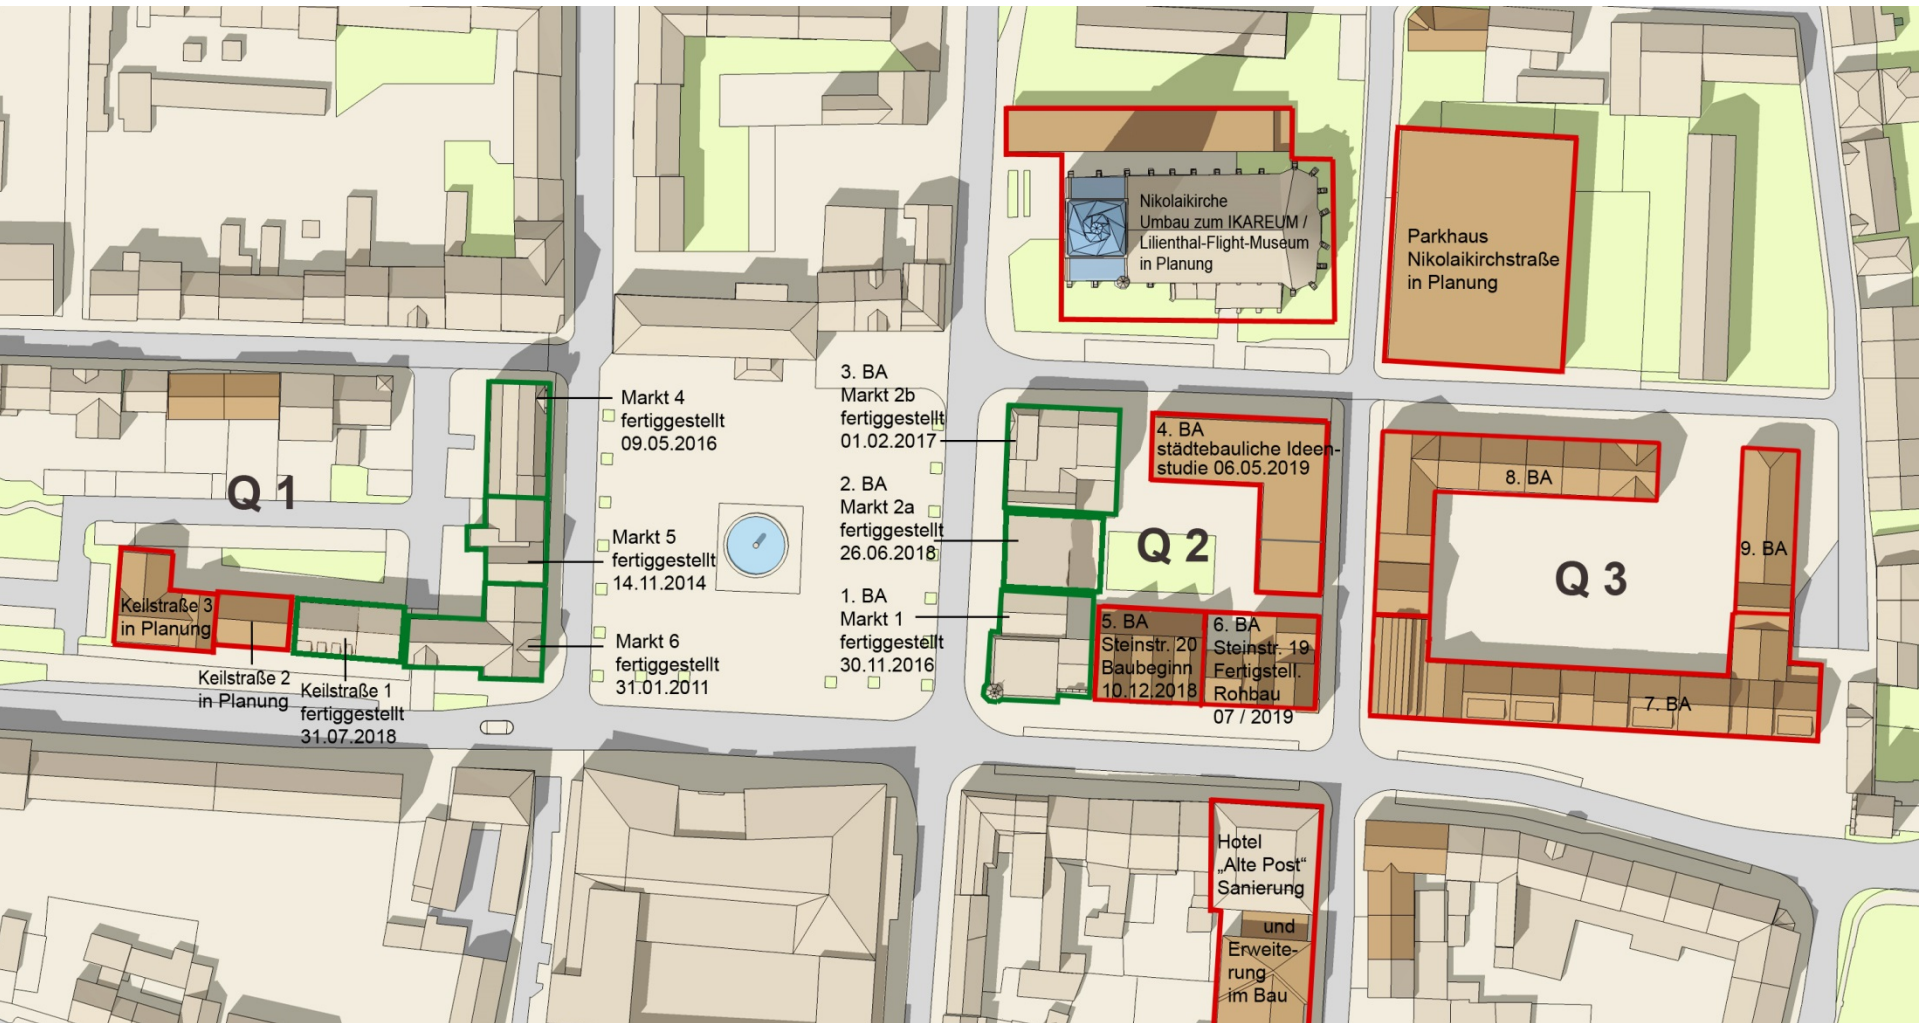 Nikolaikirche
Umbau zum IKAREUM /
Lilienthal-Flight-Museum
in Planung
Parkhaus
Nikolaikirchstraße
in Planung
Markt 4
fertiggestellt
09.05.2016
3. BA
Markt 2b
fertiggestellt
01.02.2017
4. BA
städtebauliche Ideen-
studie 06.05.2019
8. BA
Q 1
2. BA
Markt 2a
fertiggestellt
26.06.2018
Markt 5
fertiggestellt
14.11.2014
Q 2
9. BA
Q 3
Keilstraße 3
in Planung
1. BA
Markt 1
fertiggestellt
30.11.2016
5. BA
Steinstr. 20
Baubeginn
10.12.2018
6. BA
Steinstr. 19
Fertigstell.
Rohbau
07 / 2019
Markt 6
fertiggestellt
31.01.2011
Keilstraße 2
in Planung
Keilstraße 1
fertiggestellt
31.07.2018
7. BA
Hotel
„Alte Post“
Sanierung
und
Erweite-
rung
im Bau